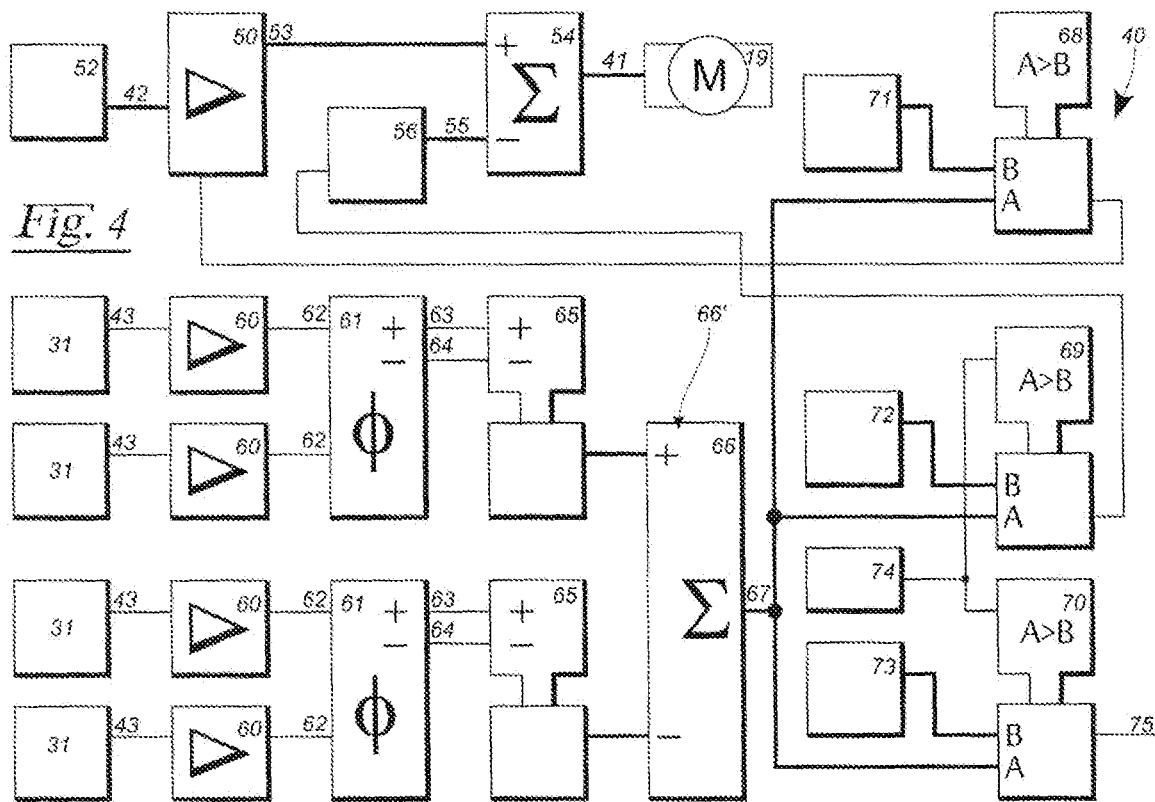 50 53 54 68 40
52 + 41 M 19 A>B
42 Σ 71
56 55 −
B
A
Fig. 4
43 60 62 61 + 63 + 65 66'
31 − 64 − 69
A>B
43 60 62 ϕ 66 72
31 +
B
A
74
43 60 62 61 + 63 + 65 Σ 67 70
31 − 64 − A>B
73
43 60 62 ϕ
31 − B 75
A